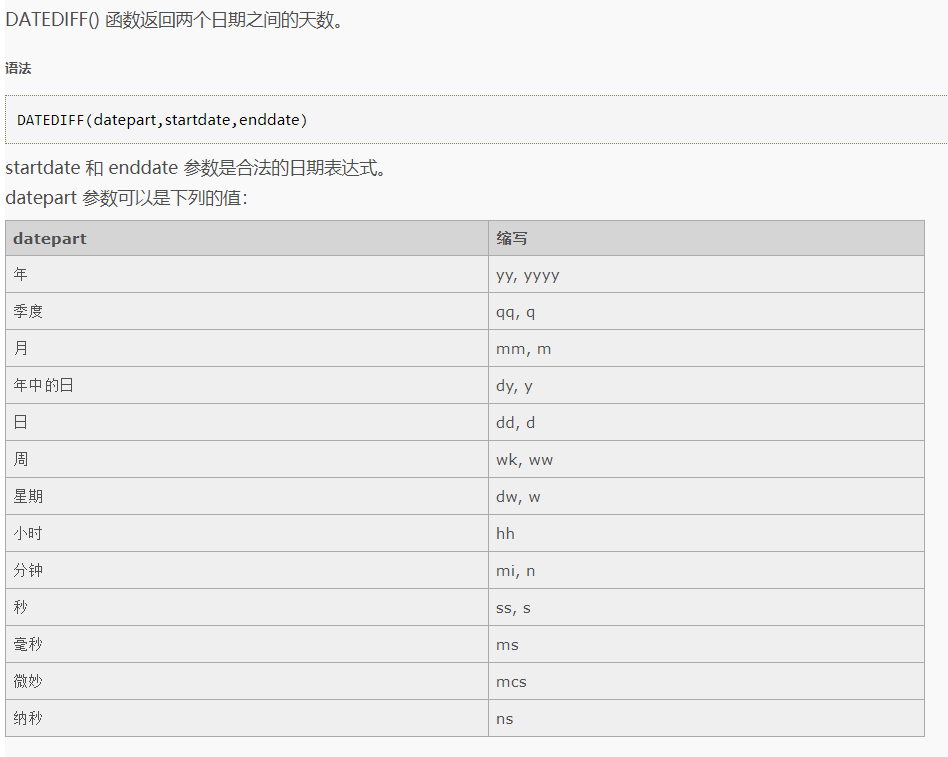 DATEDIFF() 函数返回两个日期之间的天数。
语法
DATEDIFF(datepart,startdate,enddate)
startdate 和 enddate 参数是合法的日期表达式。
datepart 参数可以是下列的值：
datepart 缩写
年 yy, yyyy
季度 qq, q
月 mm, m
年中的日 dy, y
日 dd, d
周 wk, ww
星期 dw, w
小时 hh
分钟 mi, n
秒 ss, s
毫秒 ms
微妙 mcs
纳秒 ns